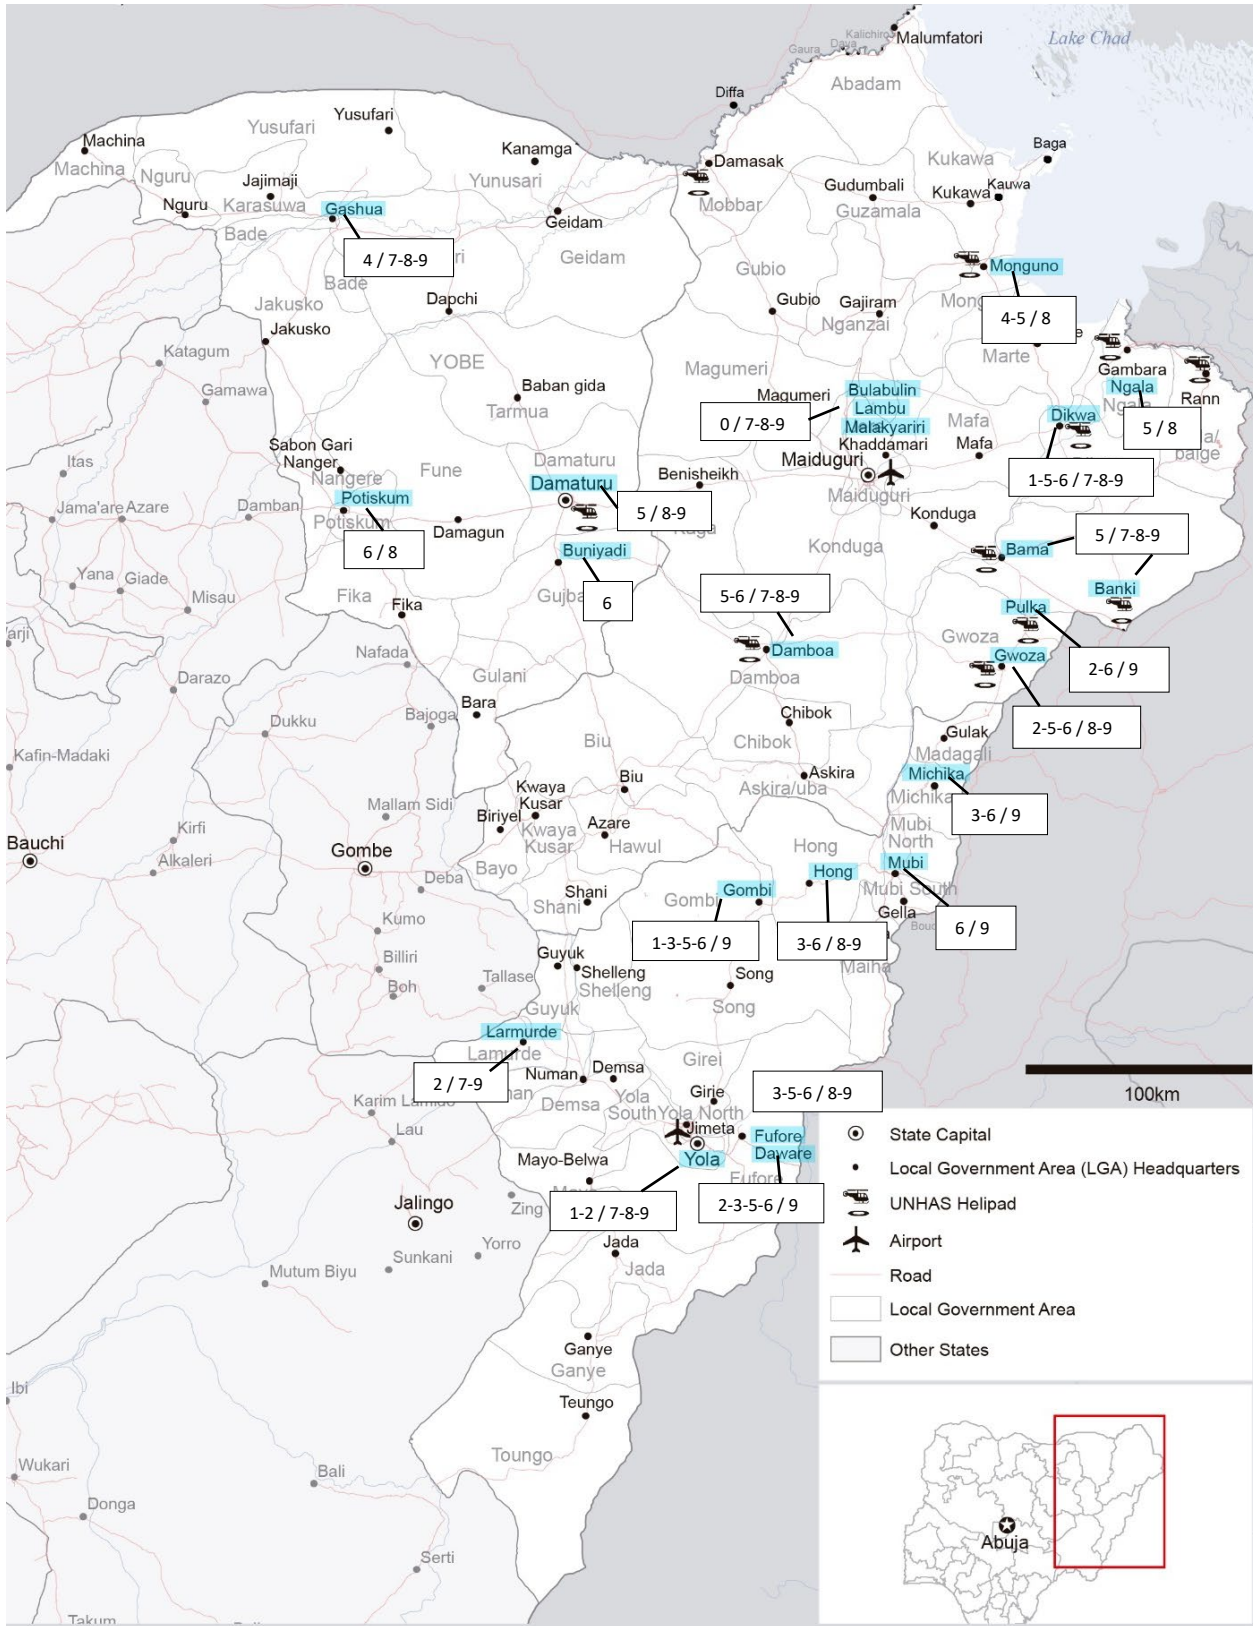 Malumfatori
Kalichiro
Daya
Gaura
Lake Chad
Abadam
Diffa
Yusufari
Yusufari
Machina
Machina
Nguru
Kanamga
Yunusari
Damasak
Baga
Kukawa
Jajimaji
Karasuwa
Nguru
Gashua
Geidam
Mobbar
Gudumbali
Guzamala
Kukawa
Kauwa
Bade
4 / 7-8-9
Bade
Geidam
Gubio
Monguno
Jakusko
Jakusko
Dapchi
Gubio
Gajiram
Nganzai
4-5 / 8
Marte
Katagum
YOBE
Magumeri
Gambara
Ngala
Rann
Gamawa
Baban gida
Tarmua
Magumeri
Bulabulin
Lambu
Malakyariri
0 / 7-8-9
Mafa
Dikwa
5 / 8
Khaddamari
Mafa
Sabon Gari
Nanger
Nangere
Itas
Fune
Damaturu
Damaturu
Benisheikh
Maiduguri
Maiduguri
1-5-6 / 7-8-9
Potiskum
Potiskum
Jama'are
Azare
Damban
Damagun
5 / 8-9
Konduga
Konduga
6 / 8
Buniyadi
Bama
5 / 7-8-9
Yana
Giade
Misau
Fika
Fika
6
5-6 / 7-8-9
Banki
Pulka
Gwoza
Damboa
Damboa
Gwoza
2-6 / 9
Nafada
Darazo
Gulani
Bara
Dukku
Bajoga
Chibok
Chibok
2-5-6 / 8-9
Gulak
Madagali
Kafin-Madaki
Biu
Biu
Askira
Askira/uba
Michika
Michika
3-6 / 9
Mallam Sidi
Kwaya
Kusar
Biriyel
Kwaya
Kusar
Azare
Hawul
Mubi
North
Hong
Bauchi
Kirfi
Alkaleri
Gombe
Deba
Bayo
Shani
Shani
Gombi
Gombi
Hong
Mubi
Mubi South
Gella
Kumo
1-3-5-6 / 9
3-6 / 8-9
6 / 9
Billiri
Boh
Tallase
Guyuk
Guyuk
Shelleng
Shelleng
Song
Song
Maiha
Larmurde
Lamurde
2 / 7-9
Numan
Demsa
Demsa
Girei
Girie
Yola
South
Yola North
Jimeta
3-5-6 / 8-9
100km
Lau
Fufore
Daware
Yola
Fufore
Mayo-Belwa
1-2 / 7-8-9
2-3-5-6 / 9
Jalingo
Zing
Yorro
Sunkani
Mutum Biyu
Jada
Jada
Ganye
Ganye
Teungo
Toungo
Ibi
Wukari
Donga
Bali
Serti
Takum
State Capital
Local Government Area (LGA) Headquarters
UNHAS Helipad
Airport
Road
Local Government Area
Other States
Abuja